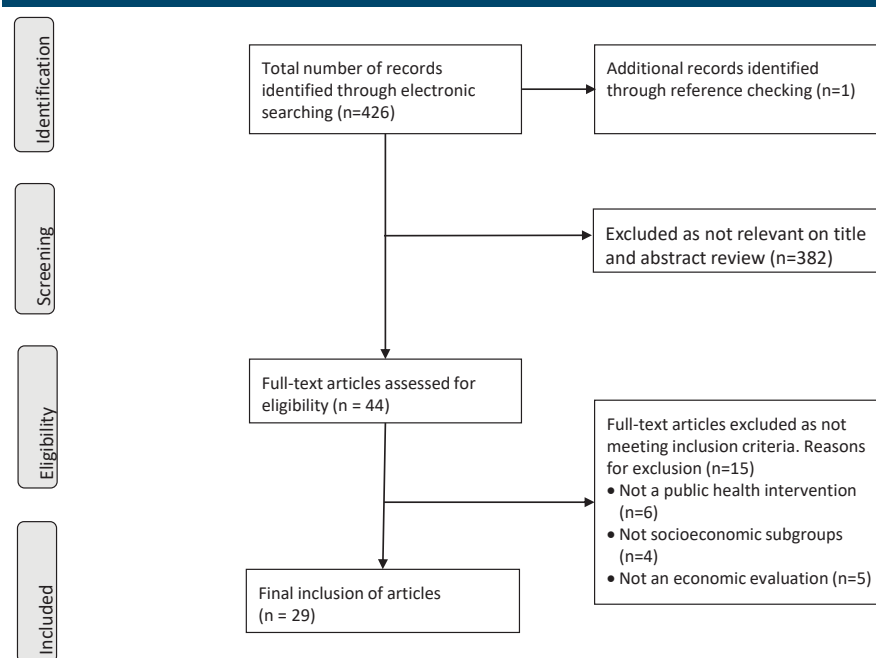 Identification
Total number of records
identified through electronic
searching (n=426)
Additional records identified
through reference checking (n=1)
Screening
Excluded as not relevant on title
and abstract review (n=382)
Eligibility
Full-text articles assessed for
eligibility (n = 44)
Full-text articles excluded as not
meeting inclusion criteria. Reasons
for exclusion (n=15)
• Not a public health intervention
(n=6)
• Not socioeconomic subgroups
(n=4)
• Not an economic evaluation (n=5)
Included
Final inclusion of articles
(n = 29)